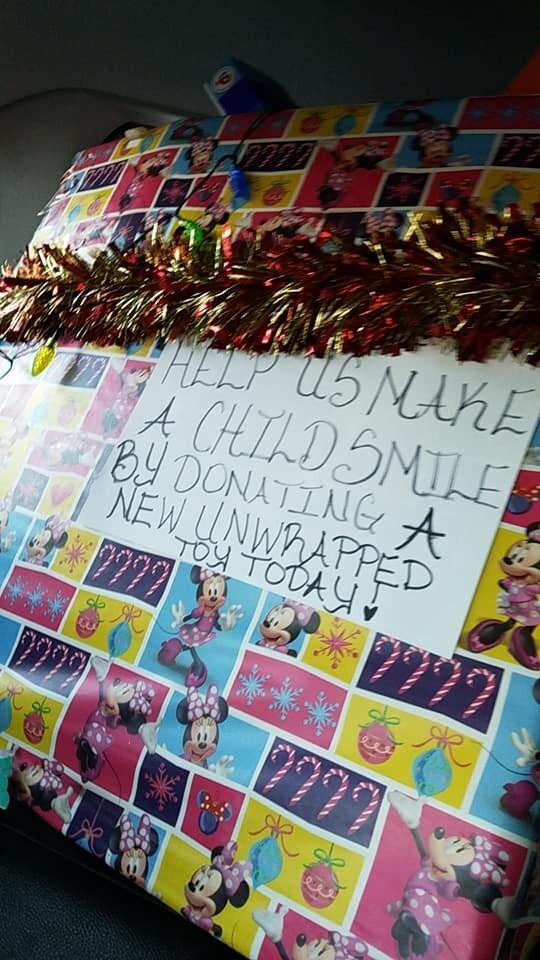 HELP US MAKE
A CHILD SMILE
BY DONATING A
NEW UNWRAPPED
TOY TODAY!